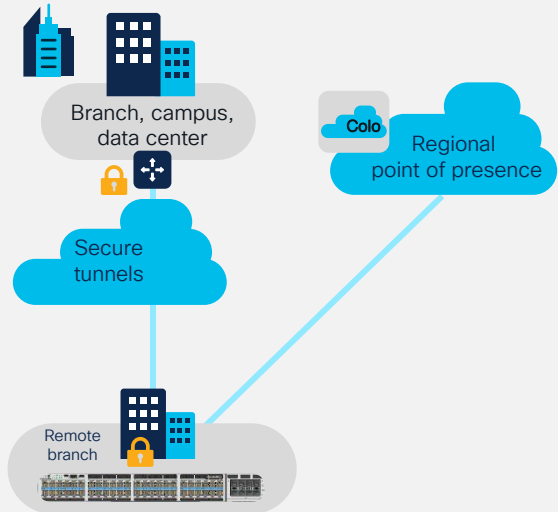 Branch, campus,
data center
Colo
Regional
point of presence
Secure
tunnels
Remote
branch